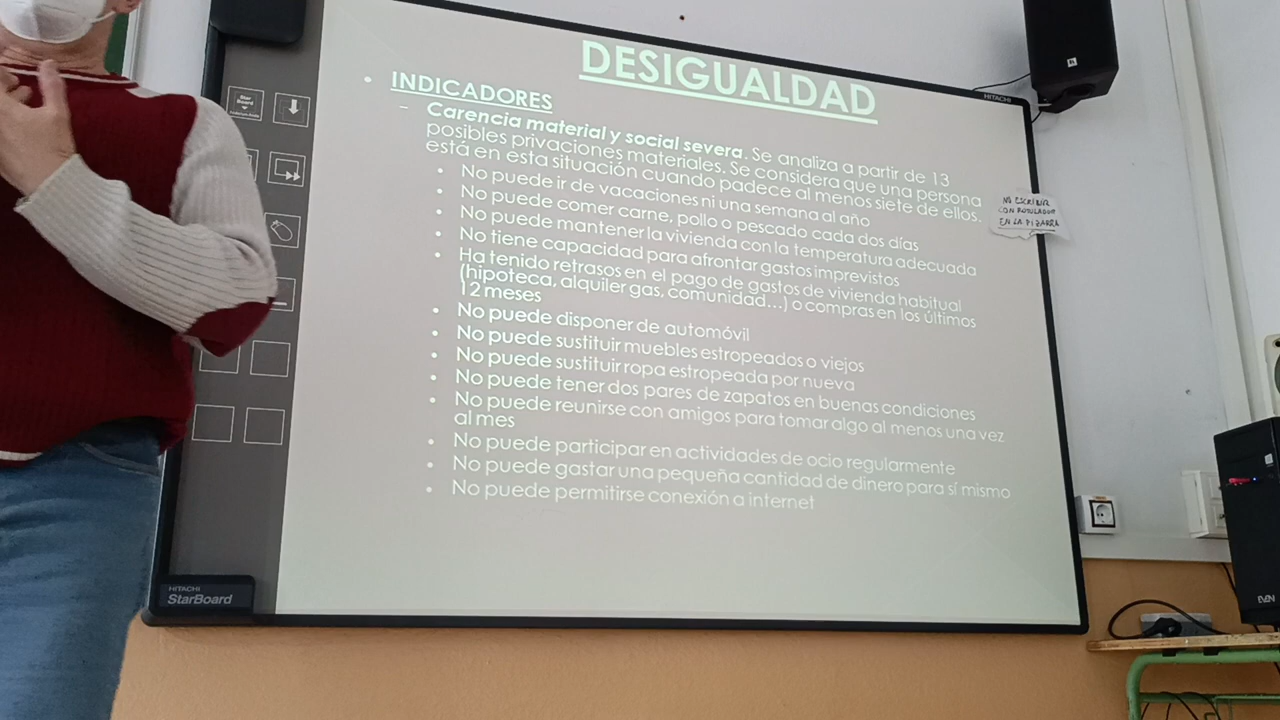 DESIGUALDAD
• INDICADORES
– Carencia material y social severa. Se analiza a partir de 13
posibles privaciones materiales. Se considera que una persona
está en esta situación cuando padece al menos siete de ellos.
• No puede ir de vacaciones ni una semana al año
• No puede comer carne, pollo o pescado cada dos días
• No puede mantener la vivienda con la temperatura adecuada
• No tiene capacidad para afrontar gastos imprevistos
• Ha tenido retrasos en el pago de gastos de vivienda habitual
(hipoteca, alquiler gas, comunidad...) o compras en los últimos
12 meses
• No puede disponer de automóvil
• No puede sustituir muebles estropeados o viejos
• No puede sustituir ropa estropeada por nueva
• No puede tener dos pares de zapatos en buenas condiciones
• No puede reunirse con amigos para tomar algo al menos una vez
al mes
• No puede participar en actividades de ocio regularmente
• No puede gastar una pequeña cantidad de dinero para sí mismo
• No puede permitirse conexión a internet
HITACHI
NO ESCRIBIR
CON ROTULADOR
EN LA PIZARRA
Star
Board
HITACHI
StarBoard